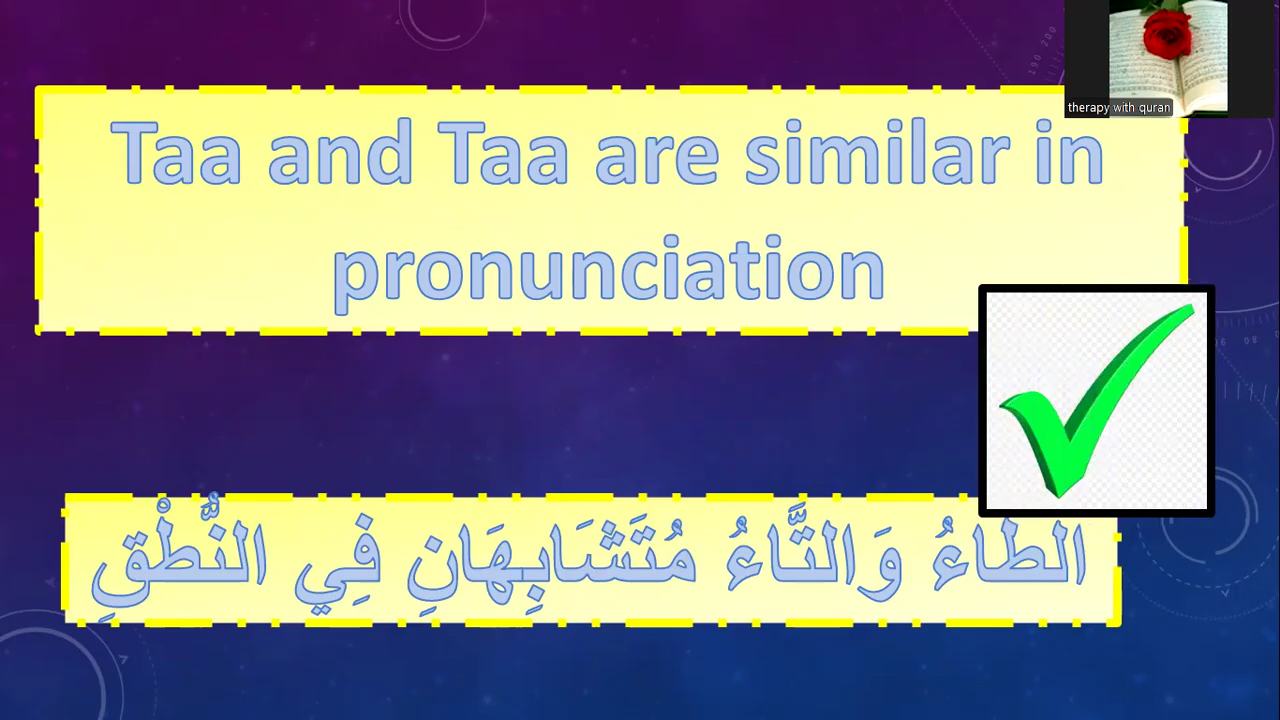 therapy with quran
Taa and Taa are similar in
pronunciation
الطاءُ وَالتَّاءُ مُتَشَابِهَانِ فِي النُّطْقِ